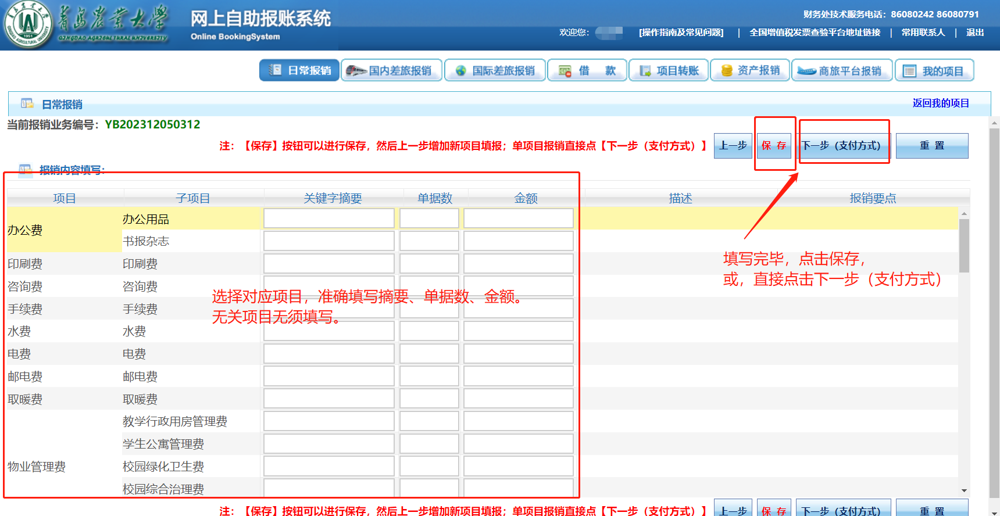 青岛农业大学
QINGDAO AGRICULTURAL UNIVERSITY
1951
网上自助报账系统
Online BookingSystem
财务处技术服务电话：86080242 86080791
欢迎您：
[操作指南及常见问题] | 全国增值税发票查验平台地址链接 | 常用联系人 | 退出
日常报销
国内差旅报销
国际差旅报销
借 款
项目转账
资产报销
商旅平台报销
我的项目
日常报销
返回我的项目
当前报销业务编号：YB202312050312
注：【保存】按钮可以进行保存，然后上一步增加新项目填报；单项目报销直接点【下一步（支付方式）】
上一步
保 存
下一步（支付方式）
重 置
报销内容填写：
项目 子项目 关键字摘要 单据数 金额 描述 报销要点
办公费 办公用品
书报杂志
印刷费 印刷费
咨询费 咨询费
手续费 手续费
水费 水费
电费 电费
邮电费 邮电费
取暖费 取暖费
教学行政用房管理费
学生公寓管理费
物业管理费 校园绿化卫生费
校园综合治理费
填写完毕，点击保存，
或，直接点击下一步（支付方式）
选择对应项目，准确填写摘要、单据数、金额。
无关项目无须填写。
注：【保存】按钮可以进行保存，然后上一步增加新项目填报；单项目报销直接点【下一步（支付方式）】
上一步
保 存
下一步（支付方式）
重 置